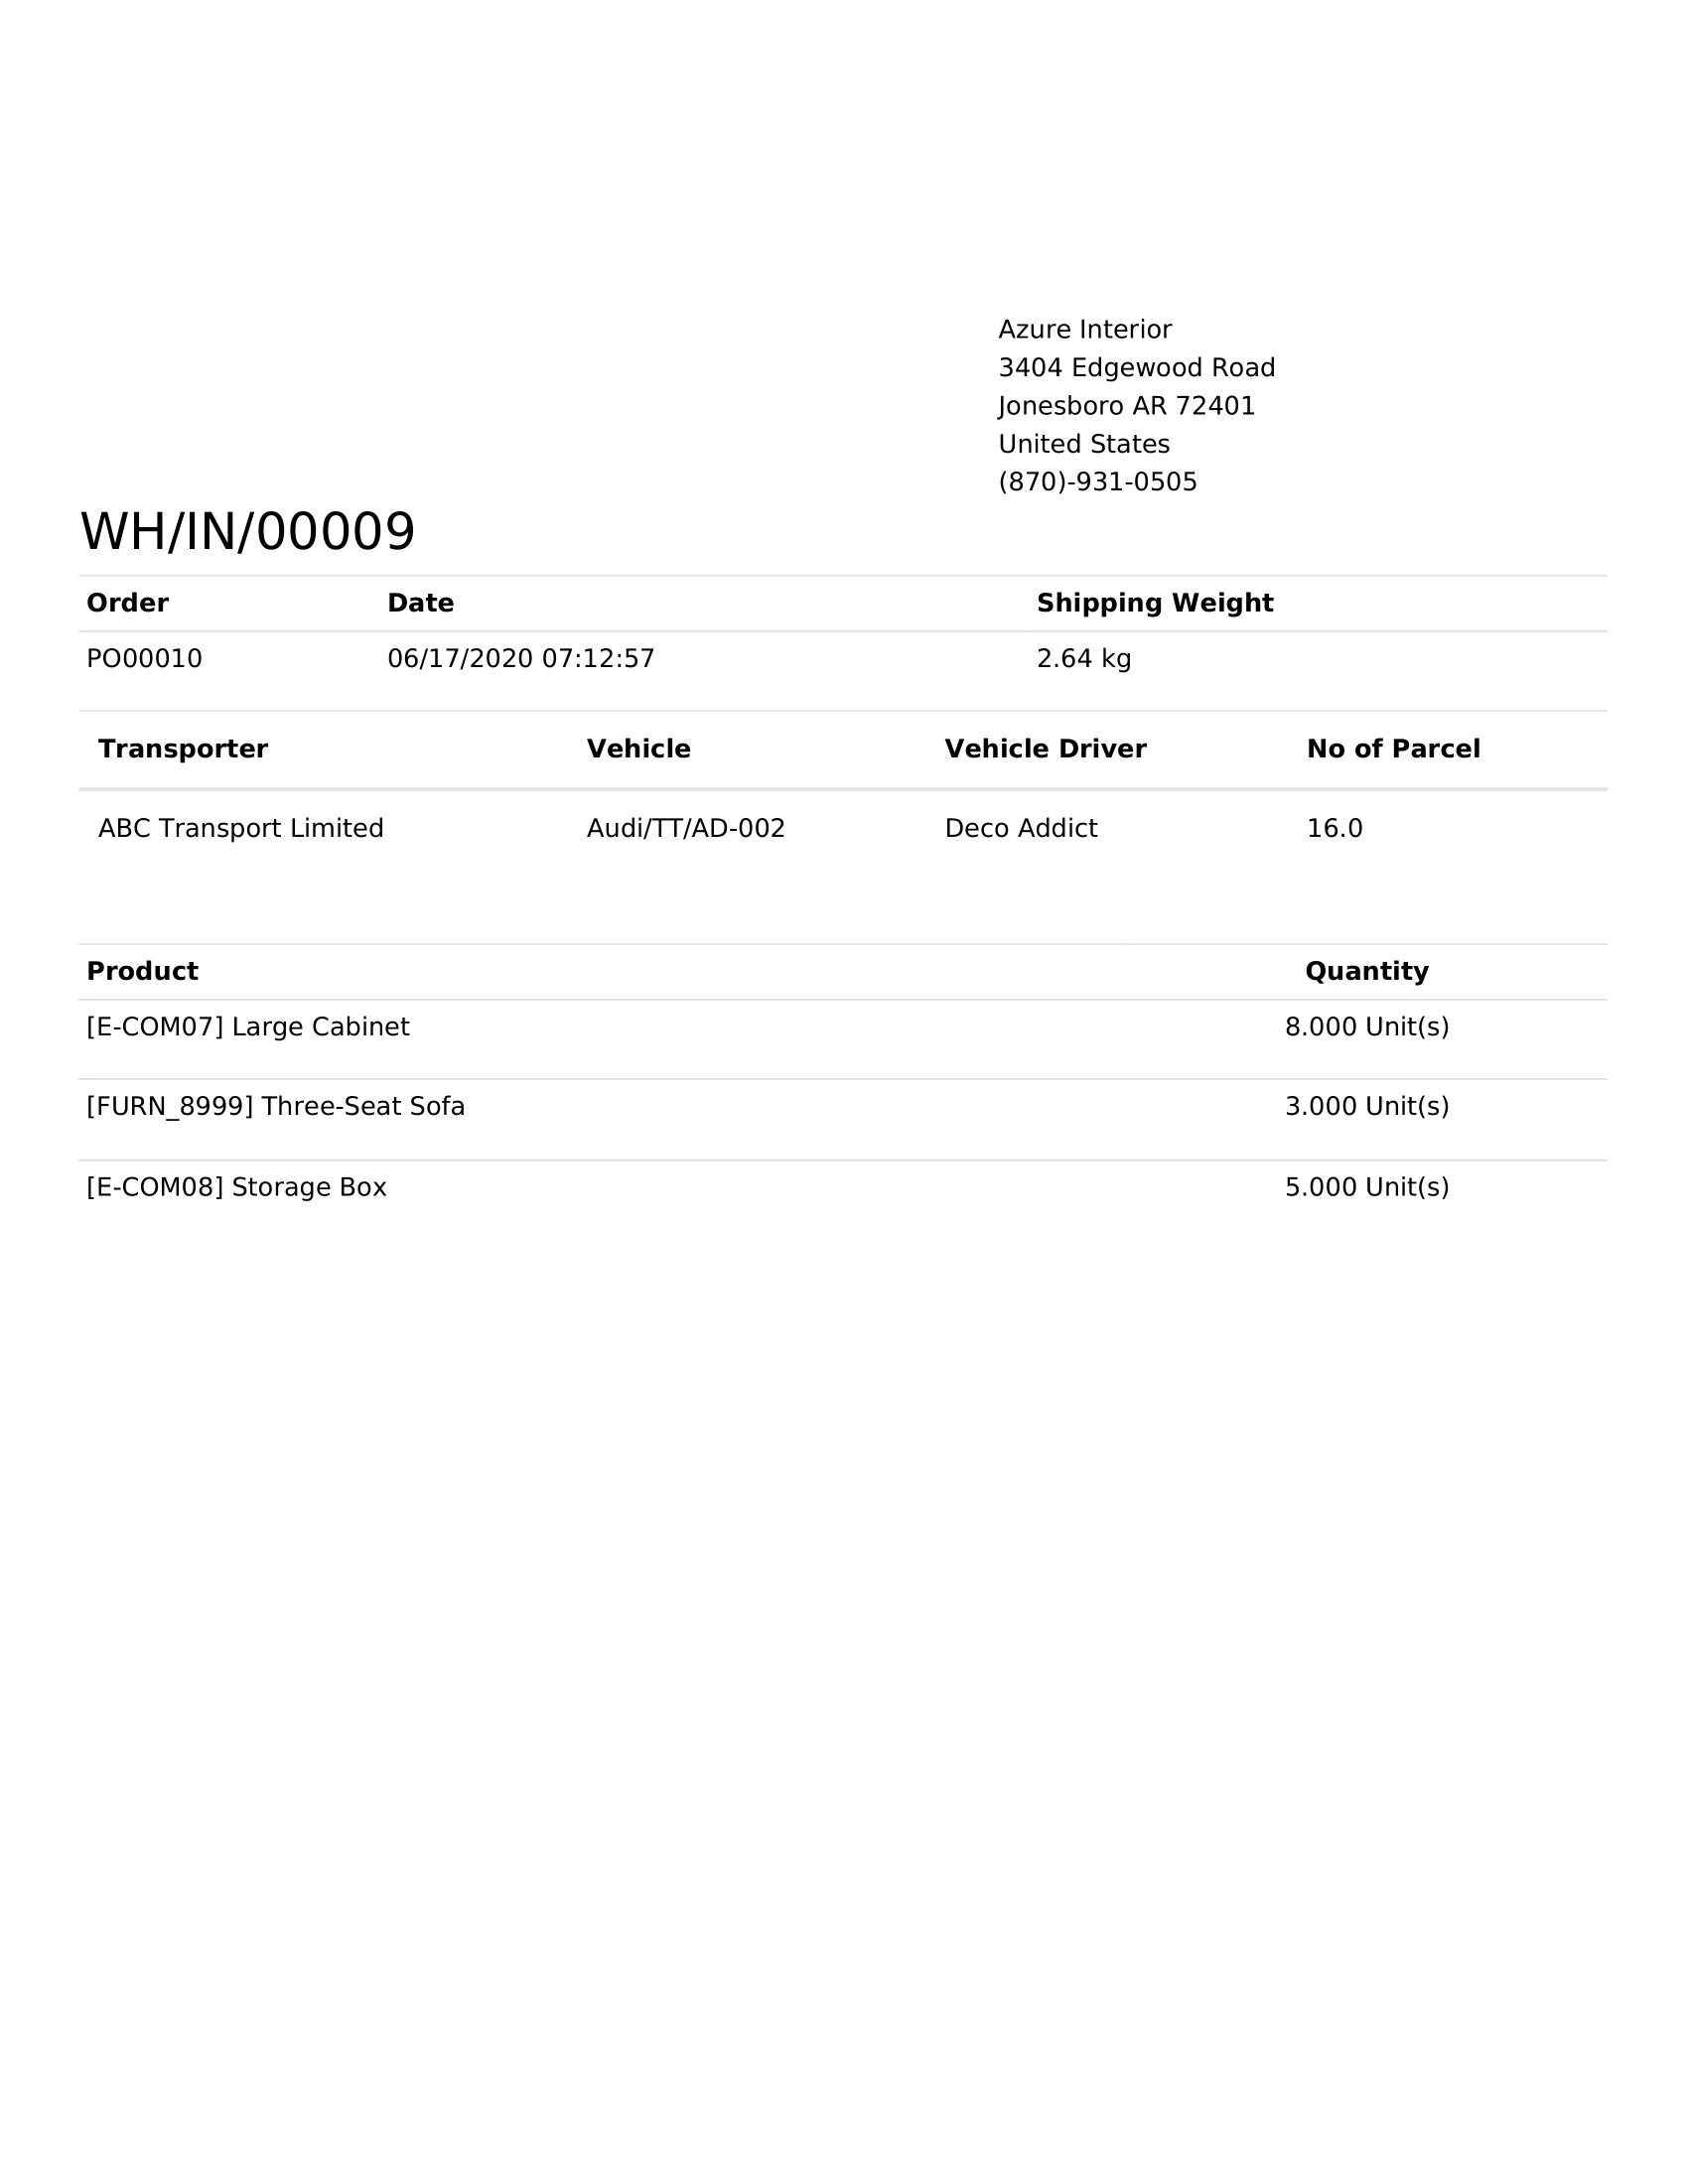 Azure Interior
3404 Edgewood Road
Jonesboro AR 72401
United States
(870)-931-0505
WH/IN/00009
Order Date Shipping Weight
PO00010 06/17/2020 07:12:57 2.64 kg
Transporter Vehicle Vehicle Driver No of Parcel
ABC Transport Limited Audi/TT/AD-002 Deco Addict 16.0
Product Quantity
[E-COM07] Large Cabinet 8.000 Unit(s)
[FURN_8999] Three-Seat Sofa 3.000 Unit(s)
[E-COM08] Storage Box 5.000 Unit(s)